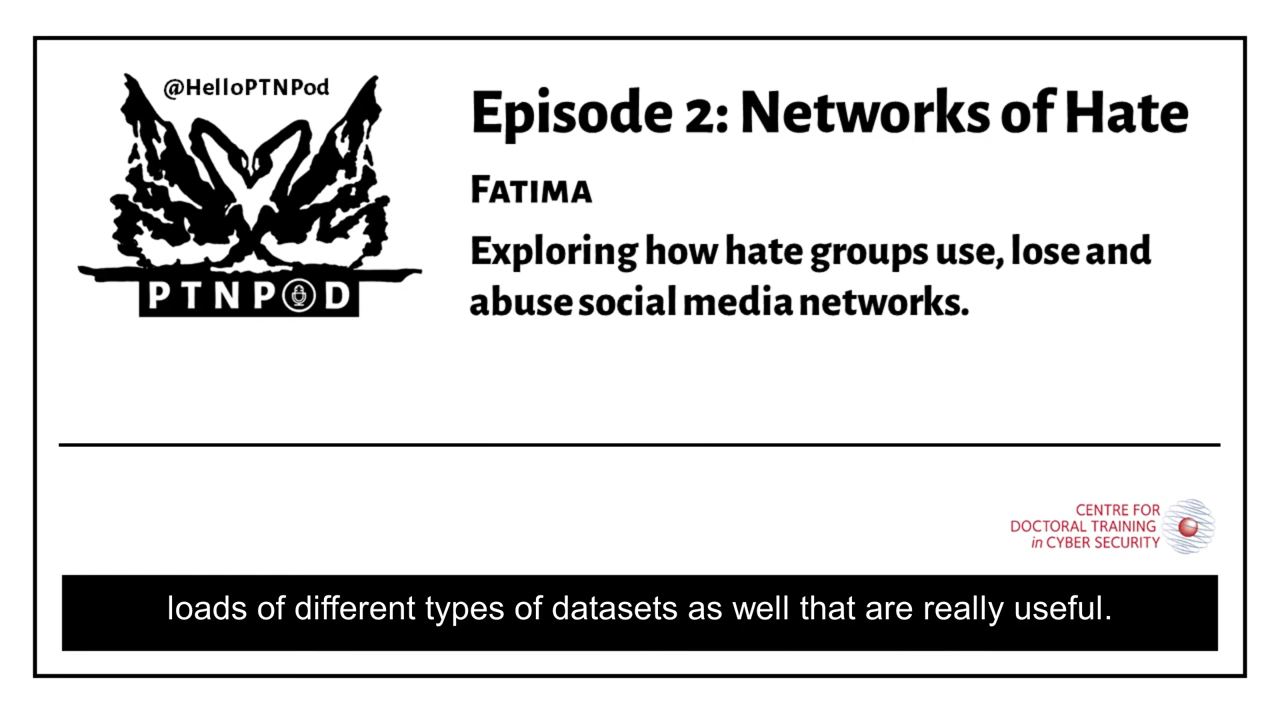 @HelloPTNPod
PTNPOD
Episode 2: Networks of Hate
Fatima
Exploring how hate groups use, lose and
abuse social media networks.
CENTRE FOR
DOCTORAL TRAINING
in CYBER SECURITY
loads of different types of datasets as well that are really useful.